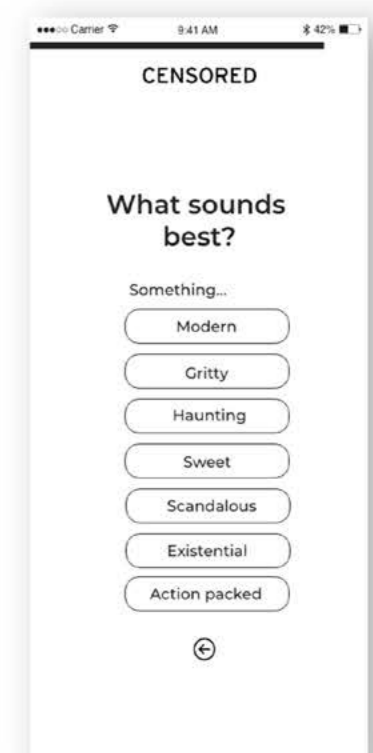 Carrier 9:41 AM 42%
CENSORED
What sounds
best?
Something...
Modern
Gritty
Haunting
Sweet
Scandalous
Existential
Action packed